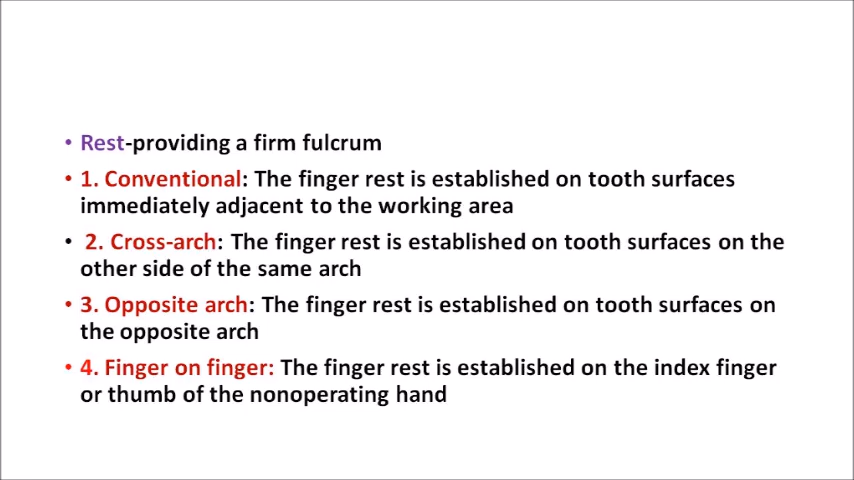 • Rest-providing a firm fulcrum
• 1. Conventional: The finger rest is established on tooth surfaces
immediately adjacent to the working area
• 2. Cross-arch: The finger rest is established on tooth surfaces on the
other side of the same arch
• 3. Opposite arch: The finger rest is established on tooth surfaces on
the opposite arch
• 4. Finger on finger: The finger rest is established on the index finger
or thumb of the nonoperating hand